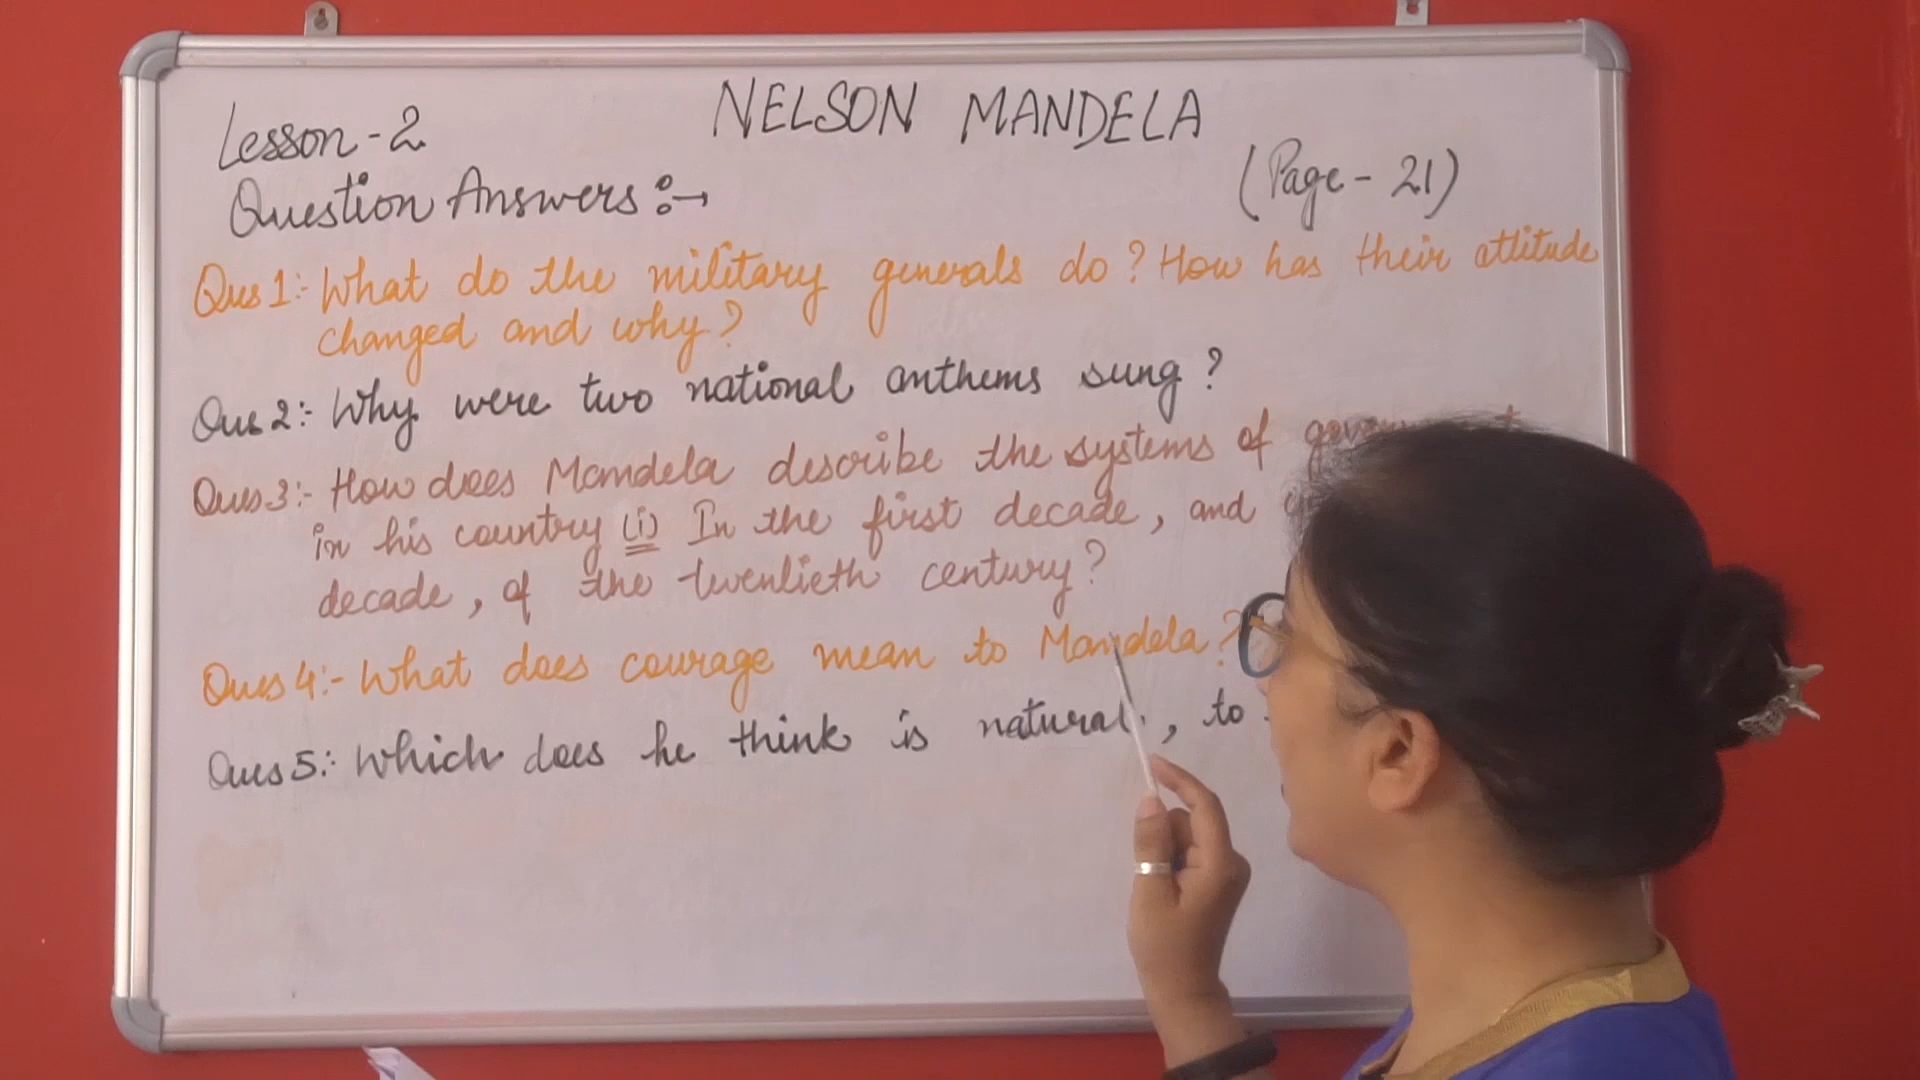 NELSON MANDELA
Lesson-2
(Page-21)
Question Answers:→
Ques 1:- What do the military generals do? How has their attitude
changed and why?
Ques 2:- Why were two national anthems sung?
Ques 3:- How does Mandela describe the systems of government
in his country (i) In the first decade, and
decade, of the twentieth century?
Ques 4:- What does courage mean to Mandela?
Ques 5:- Which does he think is natural, to